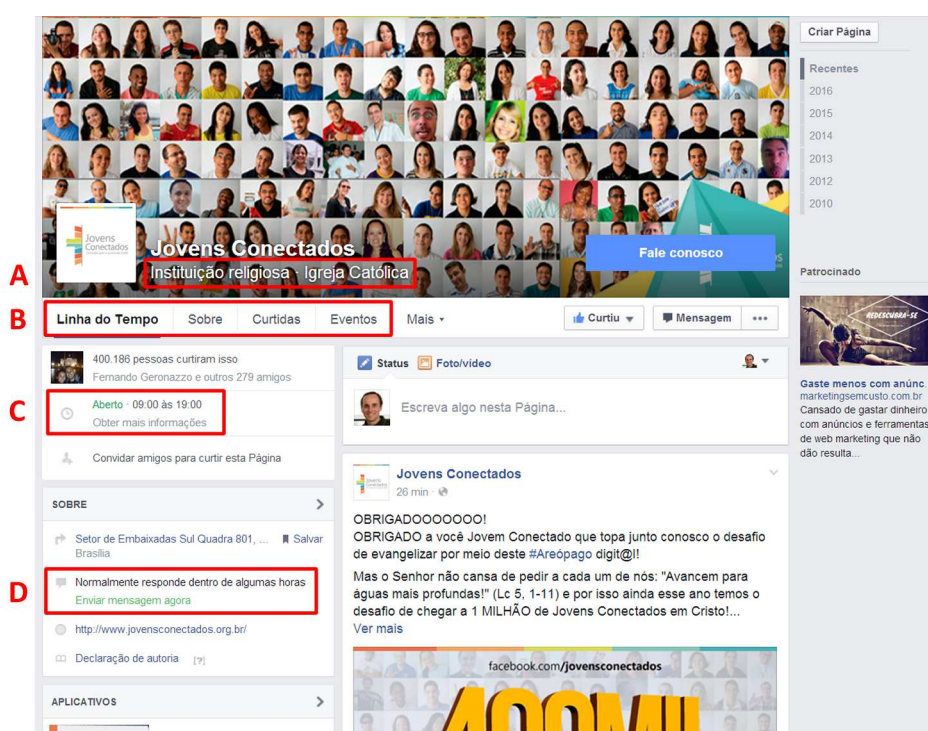 Criar Página
Recentes
2016
2015
2014
2013
2012
2010
Jovens
Conectados
Jovens Conectados
A Instituição religiosa · Igreja Católica
Fale conosco
B Linha do Tempo Sobre Curtidas Eventos Mais
Curtiu Mensagem
400.186 pessoas curtiram isso
Fernando Geronazzo e outros 279 amigos
C Aberto · 09:00 às 19:00
Obter mais informações
Convidar amigos para curtir esta Página
SOBRE
Setor de Embaixadas Sul Quadra 801, ... Salvar
Brasília
D Normalmente responde dentro de algumas horas
Enviar mensagem agora
http://www.jovensconectados.org.br/
Declaração de autoria [?]
APLICATIVOS
Status Foto/vídeo
Escreva algo nesta Página...
Jovens Conectados
26 min ·
OBRIGADOOOOOOO!
OBRIGADO a você Jovem Conectado que topa junto conosco o desafio
de evangelizar por meio deste #Areópago digit@l!
Mas o Senhor não cansa de pedir a cada um de nós: "Avancem para
águas mais profundas!" (Lc 5, 1-11) e por isso ainda esse ano temos o
desafio de chegar a 1 MILHÃO de Jovens Conectados em Cristo!...
Ver mais
facebook.com/jovensconectados
400MIL
Patrocinado
REDESCUBRA-SE
Gaste menos com anúnc.
marketingsemcusto.com.br
Cansado de gastar dinheiro
com anúncios e ferramentas
de web marketing que não
dão resulta...